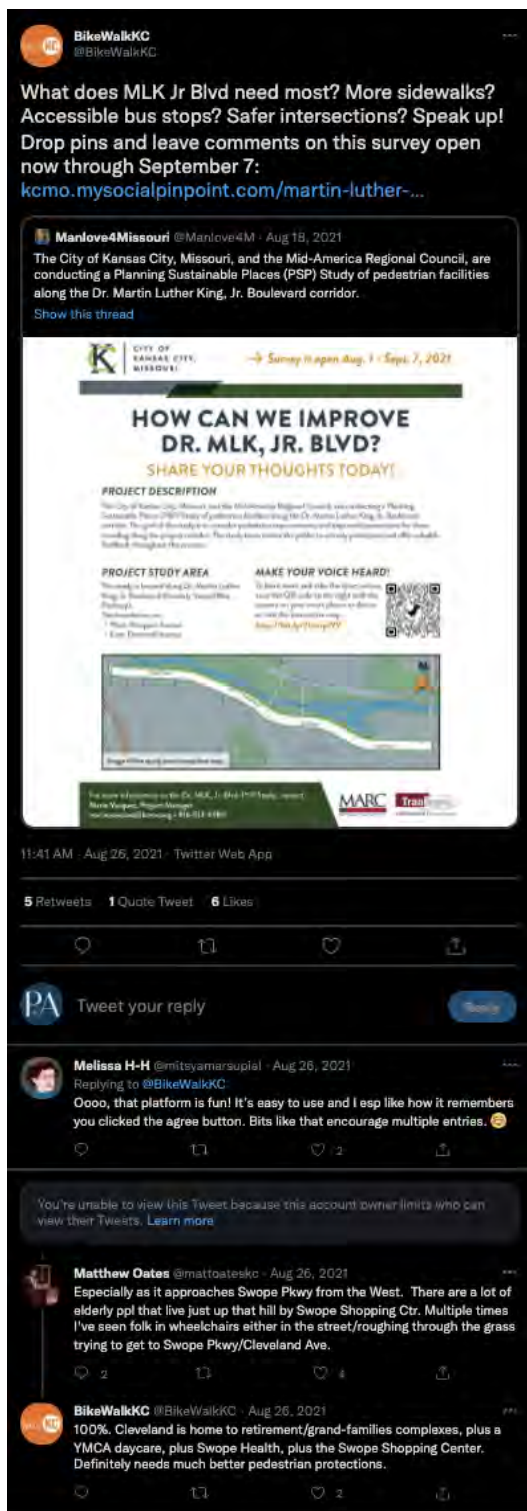 BikeWalkKC
@BikeWalkKC
What does MLK Jr Blvd need most? More sidewalks?
Accessible bus stops? Safer intersections? Speak up!
Drop pins and leave comments on this survey open
now through September 7:
kcmo.mysocialpinpoint.com/martin-luther-...
Manlove4Missouri @Manlove4M · Aug 18, 2021
The City of Kansas City, Missouri, and the Mid-America Regional Council, are
conducting a Planning Sustainable Places (PSP) Study of pedestrian facilities
along the Dr. Martin Luther King, Jr. Boulevard corridor.
Show this thread
CITY OF
KANSAS CITY,
MISSOURI
→ Survey is open Aug. 1 - Sept. 7, 2021
HOW CAN WE IMPROVE
DR. MLK, JR. BLVD?
SHARE YOUR THOUGHTS TODAY!
PROJECT DESCRIPTION
PROJECT STUDY AREA
MAKE YOUR VOICE HEARD!
MARC
11:41 AM · Aug 26, 2021 · Twitter Web App
5 Retweets 1 Quote Tweet 6 Likes
PA
Tweet your reply
Reply
Melissa H-H @mitsyamarsupial · Aug 26, 2021
Replying to @BikeWalkKC
Oooo, that platform is fun! It's easy to use and I esp like how it remembers
you clicked the agree button. Bits like that encourage multiple entries.
2
You're unable to view this Tweet because this account owner limits who can
view their Tweets. Learn more
Matthew Oates @mattoateskc · Aug 26, 2021
Especially as it approaches Swope Pkwy from the West. There are a lot of
elderly ppl that live just up that hill by Swope Shopping Ctr. Multiple times
I've seen folk in wheelchairs either in the street/roughing through the grass
trying to get to Swope Pkwy/Cleveland Ave.
2 4
BikeWalkKC @BikeWalkKC · Aug 26, 2021
100%. Cleveland is home to retirement/grand-families complexes, plus a
YMCA daycare, plus Swope Health, plus the Swope Shopping Center.
Definitely needs much better pedestrian protections.
2